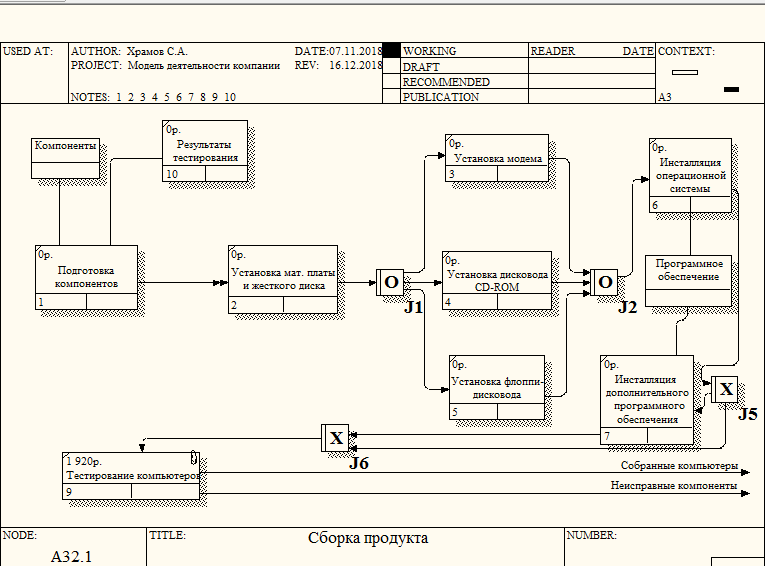 USED AT:
AUTHOR: Храмов С.А.
DATE:07.11.2018
PROJECT: Модель деятельности компании
REV: 16.12.2018
NOTES: 1 2 3 4 5 6 7 8 9 10
WORKING
DRAFT
RECOMMENDED
PUBLICATION
READER DATE
CONTEXT:
A3
Компоненты
0р.
Результаты
тестирования
10
0р.
Установка модема
3
0р.
Инсталляция
операционной
системы
6
0р.
Подготовка
компонентов
1
0р.
Установка мат. платы
и жесткого диска
2
O
J1
0р.
Установка дисковода
CD-ROM
4
O
J2
Программное
обеспечение
0р.
Установка флоппи-
дисковода
5
0р.
Инсталляция
дополнительного
программного
обеспечения
7
X
J5
X
J6
1 920р.
Тестирование компьютеров
9
Собранные компьютеры
Неисправные компоненты
NODE:
A32.1
TITLE:
Сборка продукта
NUMBER: